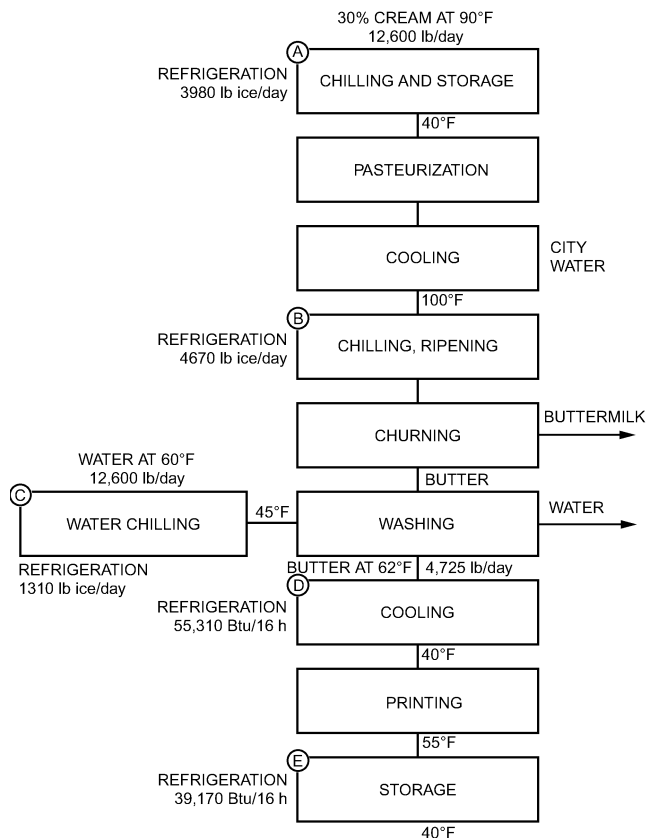 30% CREAM AT 90°F
12,600 lb/day
A
REFRIGERATION
3980 lb ice/day
CHILLING AND STORAGE
40°F
PASTEURIZATION
COOLING
CITY
WATER
100°F
B
REFRIGERATION
4670 lb ice/day
CHILLING, RIPENING
CHURNING
BUTTERMILK
BUTTER
WATER AT 60°F
12,600 lb/day
C
WATER CHILLING
45°F
WASHING
WATER
REFRIGERATION
1310 lb ice/day
BUTTER AT 62°F 4,725 lb/day
D
REFRIGERATION
55,310 Btu/16 h
COOLING
40°F
PRINTING
55°F
E
REFRIGERATION
39,170 Btu/16 h
STORAGE
40°F